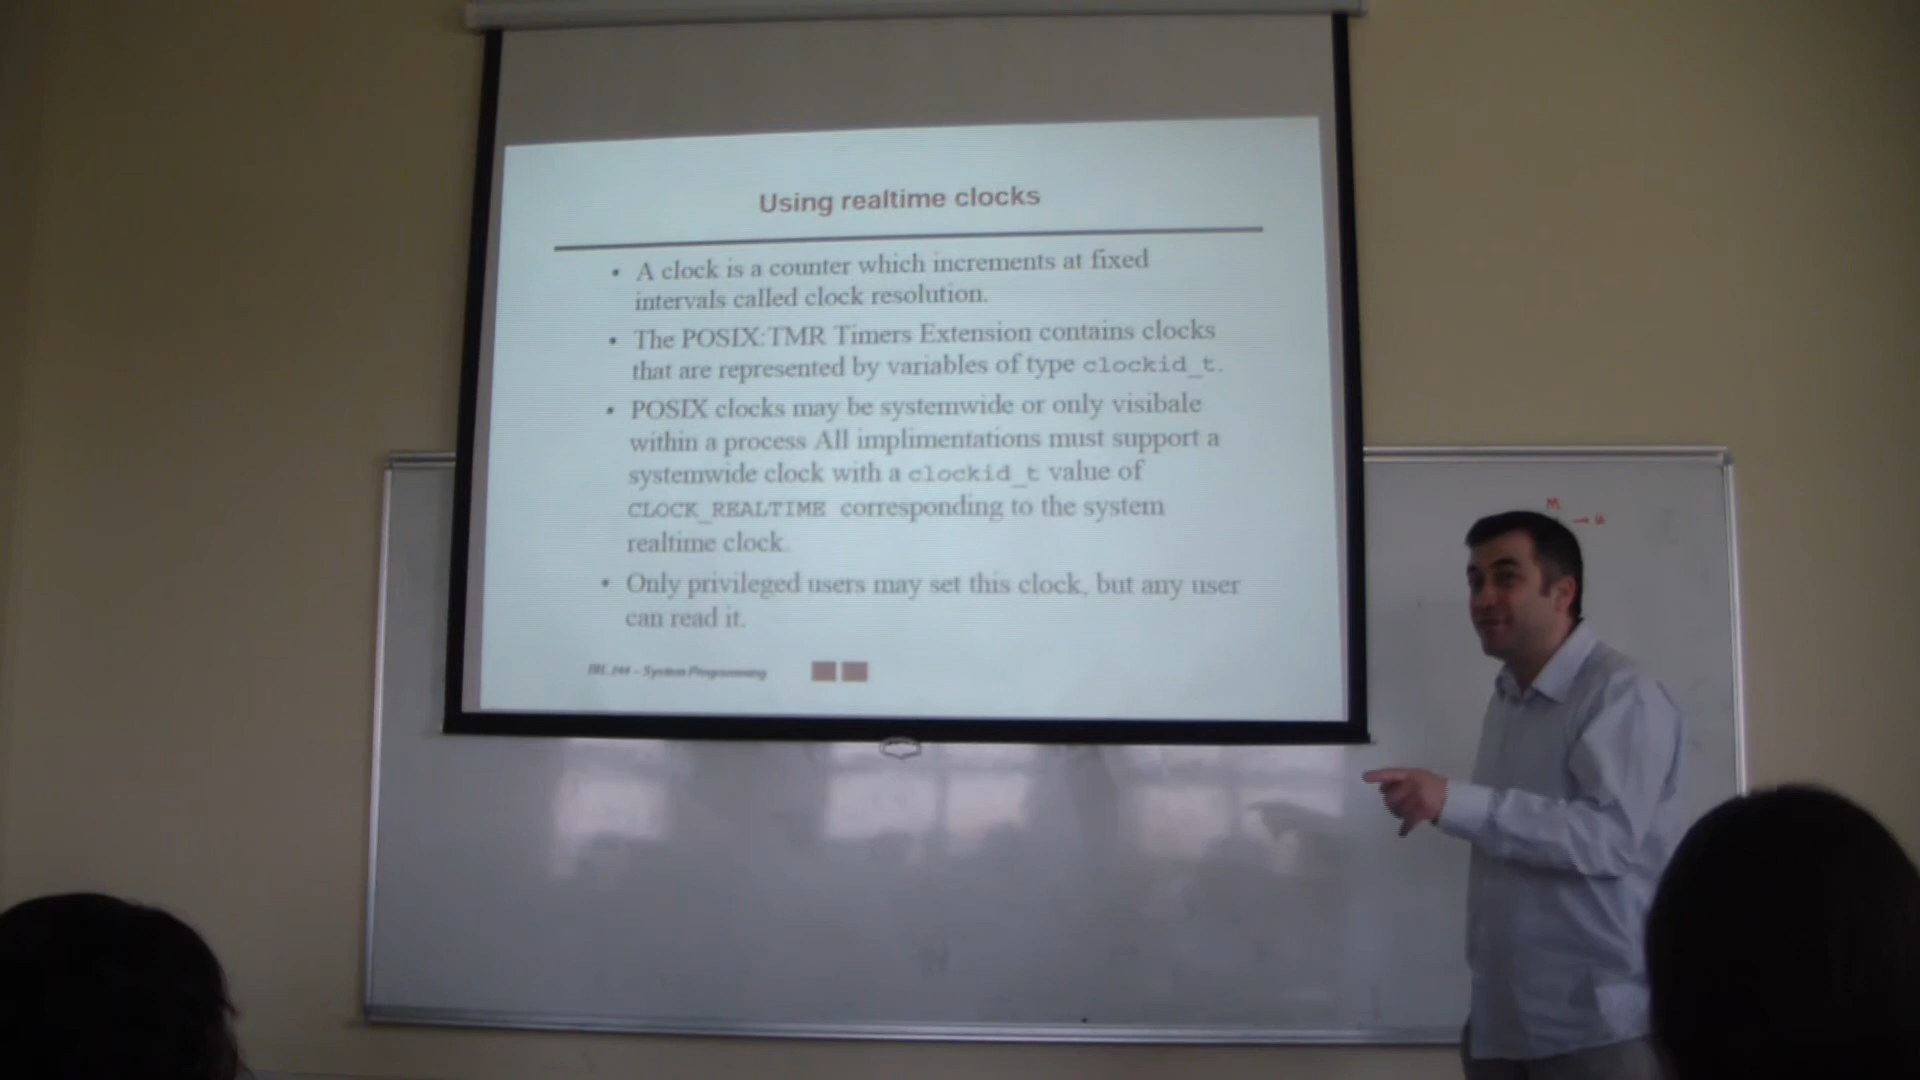 Using realtime clocks
• A clock is a counter which increments at fixed
intervals called clock resolution.
• The POSIX:TMR Timers Extension contains clocks
that are represented by variables of type clockid_t.
• POSIX clocks may be systemwide or only visibale
within a process All implimentations must support a
systemwide clock with a clockid_t value of
CLOCK_REALTIME corresponding to the system
realtime clock.
• Only privileged users may set this clock, but any user
can read it.
244 – System Programming
M